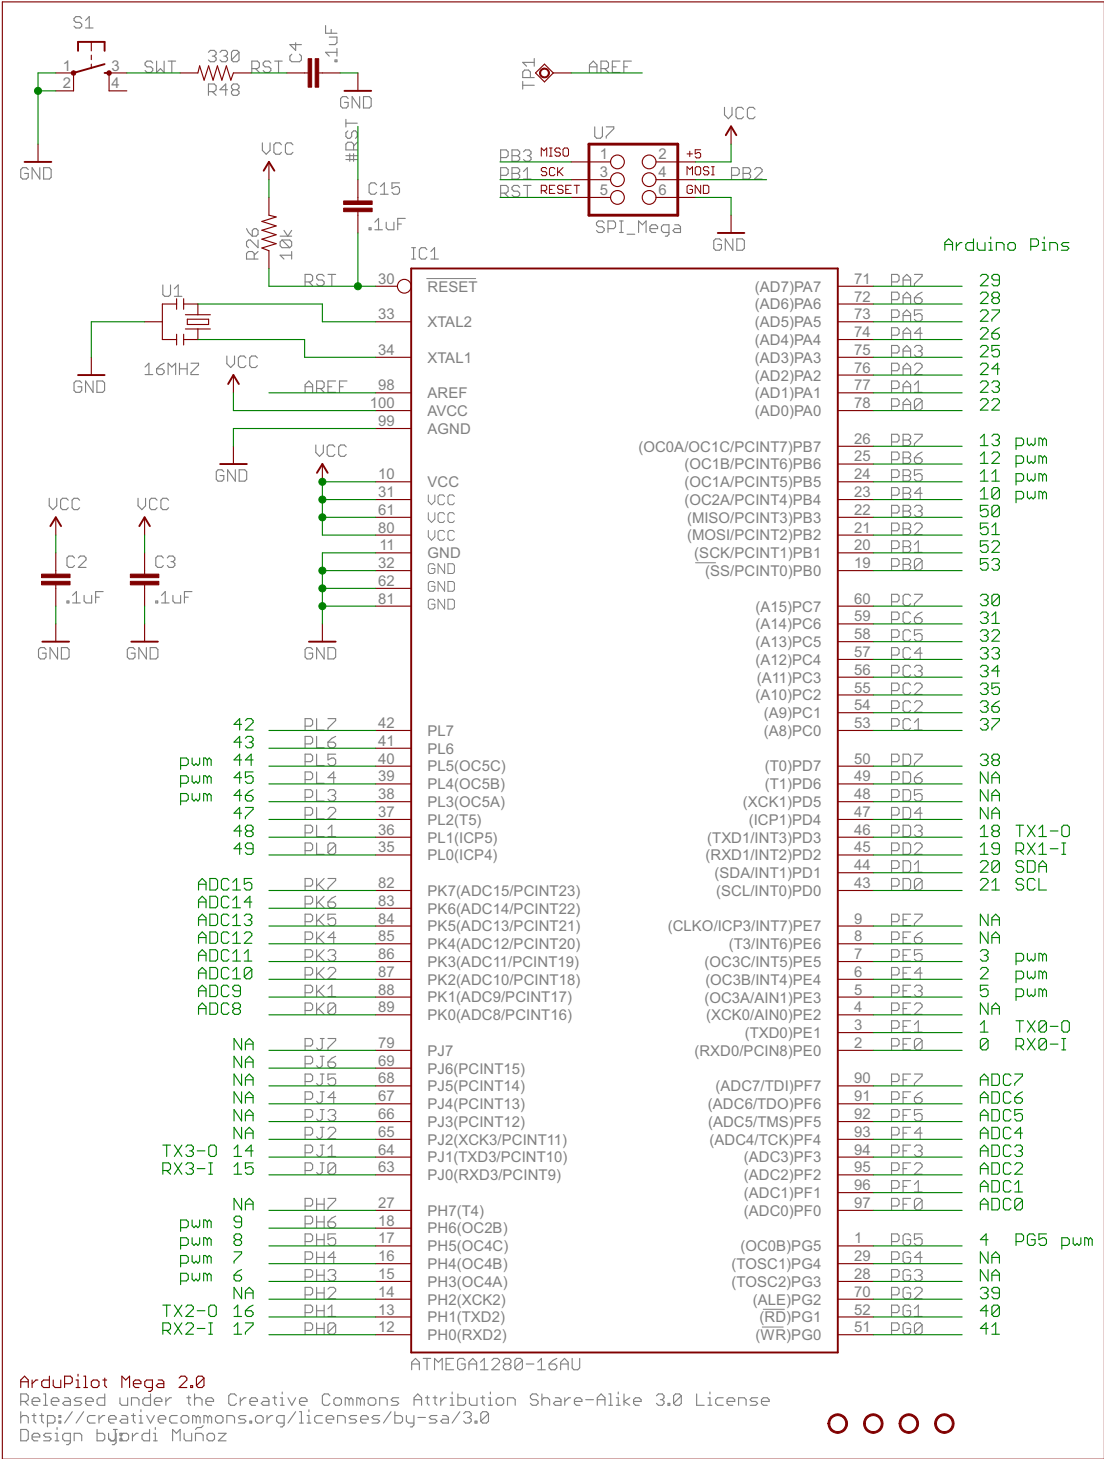 S1
1 3
2 4
SWT
330
R48
RST
C4
.1uF
GND
GND
TP1
AREF
U7
VCC
PB3 MISO 1 2 +5
PB1 SCK 3 4 MOSI PB2
RST RESET 5 6 GND
SPI_Mega
GND
#RST
C15
.1uF
VCC
R26
10k
U1
16MHZ
GND
VCC
GND
VCC
VCC
C2
.1uF
GND
VCC
C3
.1uF
GND
GND
IC1
Arduino Pins
RST 30 RESET
33 XTAL2
34 XTAL1
AREF 98 AREF
100 AVCC
99 AGND
10 VCC
31 VCC
61 VCC
80 VCC
11 GND
32 GND
62 GND
81 GND
42 PL7 42 PL7
43 PL6 41 PL6
pwm 44 PL5 40 PL5(OC5C)
pwm 45 PL4 39 PL4(OC5B)
pwm 46 PL3 38 PL3(OC5A)
47 PL2 37 PL2(T5)
48 PL1 36 PL1(ICP5)
49 PL0 35 PL0(ICP4)
ADC15 PK7 82 PK7(ADC15/PCINT23)
ADC14 PK6 83 PK6(ADC14/PCINT22)
ADC13 PK5 84 PK5(ADC13/PCINT21)
ADC12 PK4 85 PK4(ADC12/PCINT20)
ADC11 PK3 86 PK3(ADC11/PCINT19)
ADC10 PK2 87 PK2(ADC10/PCINT18)
ADC9 PK1 88 PK1(ADC9/PCINT17)
ADC8 PK0 89 PK0(ADC8/PCINT16)
NA PJ7 79 PJ7
NA PJ6 69 PJ6(PCINT15)
NA PJ5 68 PJ5(PCINT14)
NA PJ4 67 PJ4(PCINT13)
NA PJ3 66 PJ3(PCINT12)
NA PJ2 65 PJ2(XCK3/PCINT11)
TX3-O 14 PJ1 64 PJ1(TXD3/PCINT10)
RX3-I 15 PJ0 63 PJ0(RXD3/PCINT9)
NA PH7 27 PH7(T4)
pwm 9 PH6 18 PH6(OC2B)
pwm 8 PH5 17 PH5(OC4C)
pwm 7 PH4 16 PH4(OC4B)
pwm 6 PH3 15 PH3(OC4A)
NA PH2 14 PH2(XCK2)
TX2-O 16 PH1 13 PH1(TXD2)
RX2-I 17 PH0 12 PH0(RXD2)
(AD7)PA7 71 PA7 29
(AD6)PA6 72 PA6 28
(AD5)PA5 73 PA5 27
(AD4)PA4 74 PA4 26
(AD3)PA3 75 PA3 25
(AD2)PA2 76 PA2 24
(AD1)PA1 77 PA1 23
(AD0)PA0 78 PA0 22
(OC0A/OC1C/PCINT7)PB7 26 PB7 13 pwm
(OC1B/PCINT6)PB6 25 PB6 12 pwm
(OC1A/PCINT5)PB5 24 PB5 11 pwm
(OC2A/PCINT4)PB4 23 PB4 10 pwm
(MISO/PCINT3)PB3 22 PB3 50
(MOSI/PCINT2)PB2 21 PB2 51
(SCK/PCINT1)PB1 20 PB1 52
(SS/PCINT0)PB0 19 PB0 53
(A15)PC7 60 PC7 30
(A14)PC6 59 PC6 31
(A13)PC5 58 PC5 32
(A12)PC4 57 PC4 33
(A11)PC3 56 PC3 34
(A10)PC2 55 PC2 35
(A9)PC1 54 PC2 36
(A8)PC0 53 PC1 37
(T0)PD7 50 PD7 38
(T1)PD6 49 PD6 NA
(XCK1)PD5 48 PD5 NA
(ICP1)PD4 47 PD4 NA
(TXD1/INT3)PD3 46 PD3 18 TX1-O
(RXD1/INT2)PD2 45 PD2 19 RX1-I
(SDA/INT1)PD1 44 PD1 20 SDA
(SCL/INT0)PD0 43 PD0 21 SCL
(CLKO/ICP3/INT7)PE7 9 PE7 NA
(T3/INT6)PE6 8 PE6 NA
(OC3C/INT5)PE5 7 PE5 3 pwm
(OC3B/INT4)PE4 6 PE4 2 pwm
(OC3A/AIN1)PE3 5 PE3 5 pwm
(XCK0/AIN0)PE2 4 PE2 NA
(TXD0)PE1 3 PE1 1 TX0-O
(RXD0/PCIN8)PE0 2 PE0 0 RX0-I
(ADC7/TDI)PF7 90 PF7 ADC7
(ADC6/TDO)PF6 91 PF6 ADC6
(ADC5/TMS)PF5 92 PF5 ADC5
(ADC4/TCK)PF4 93 PF4 ADC4
(ADC3)PF3 94 PF3 ADC3
(ADC2)PF2 95 PF2 ADC2
(ADC1)PF1 96 PF1 ADC1
(ADC0)PF0 97 PF0 ADC0
(OC0B)PG5 1 PG5 4 PG5 pwm
(TOSC1)PG4 29 PG4 NA
(TOSC2)PG3 28 PG3 NA
(ALE)PG2 70 PG2 39
(RD)PG1 52 PG1 40
(WR)PG0 51 PG0 41
ATMEGA1280-16AU
ArduPilot Mega 2.0
Released under the Creative Commons Attribution Share-Alike 3.0 License
http://creativecommons.org/licenses/by-sa/3.0
Design by: Jordi Muñoz